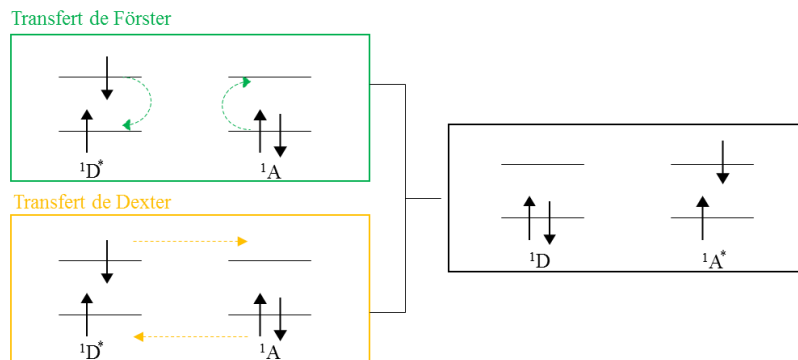 Transfert de Förster
¹D* ¹A
Transfert de Dexter
¹D* ¹A
¹D ¹A*